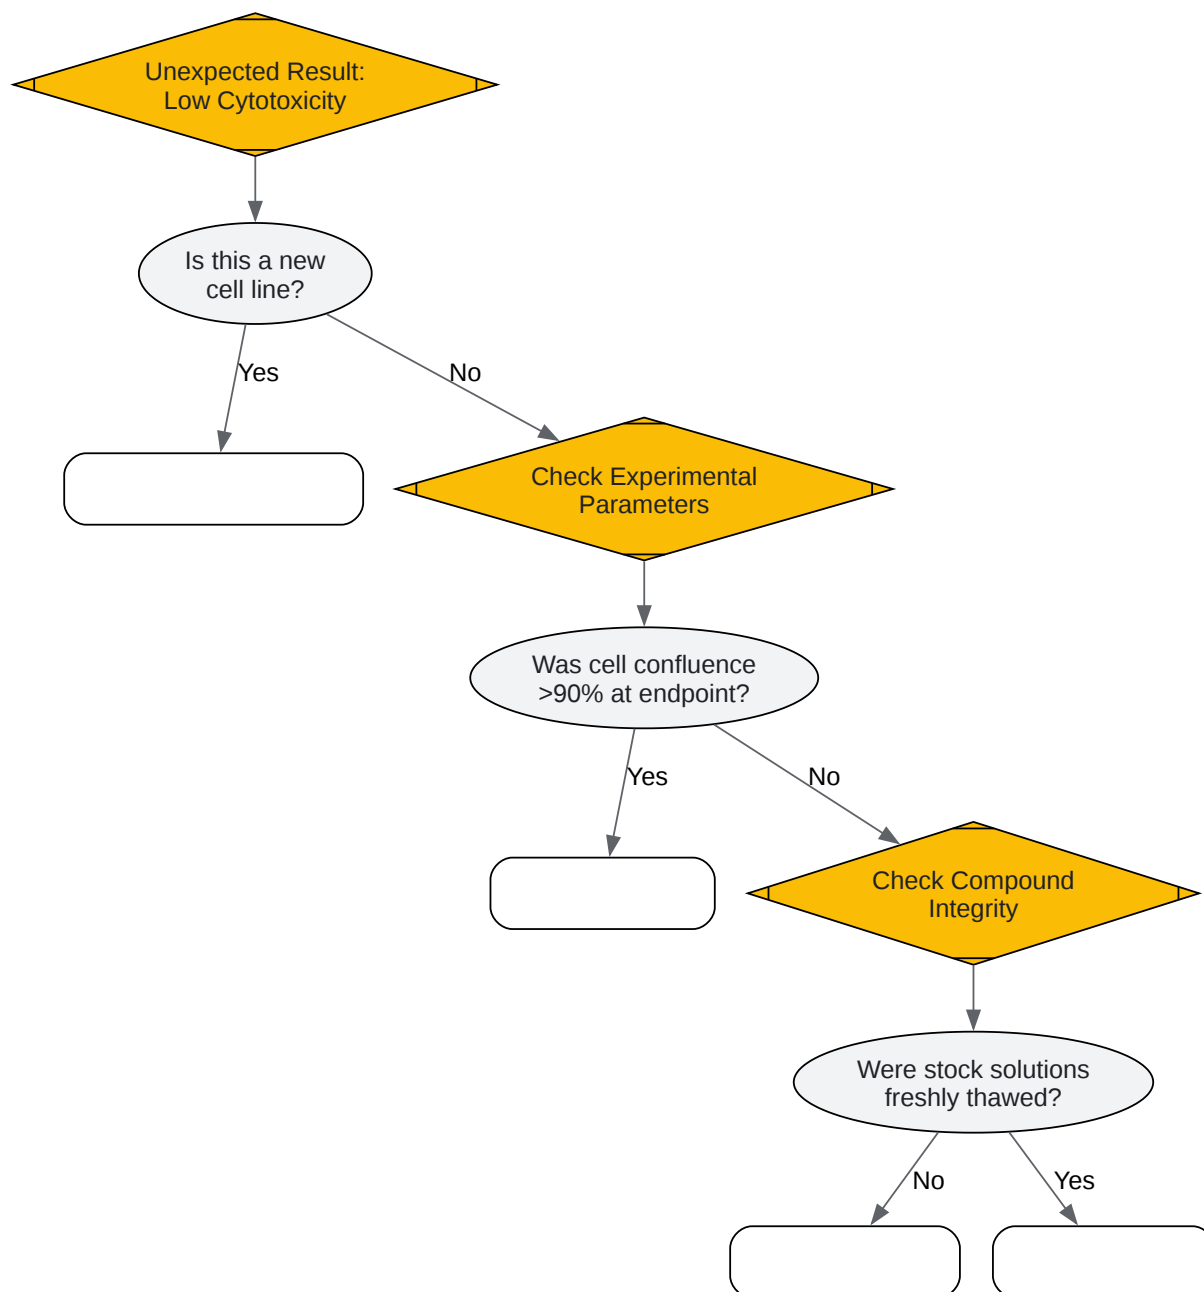 Unexpected Result:
Low Cytotoxicity
Is this a new
cell line?
Yes
No
Check Experimental
Parameters
Was cell confluence
>90% at endpoint?
Yes
No
Check Compound
Integrity
Were stock solutions
freshly thawed?
No
Yes